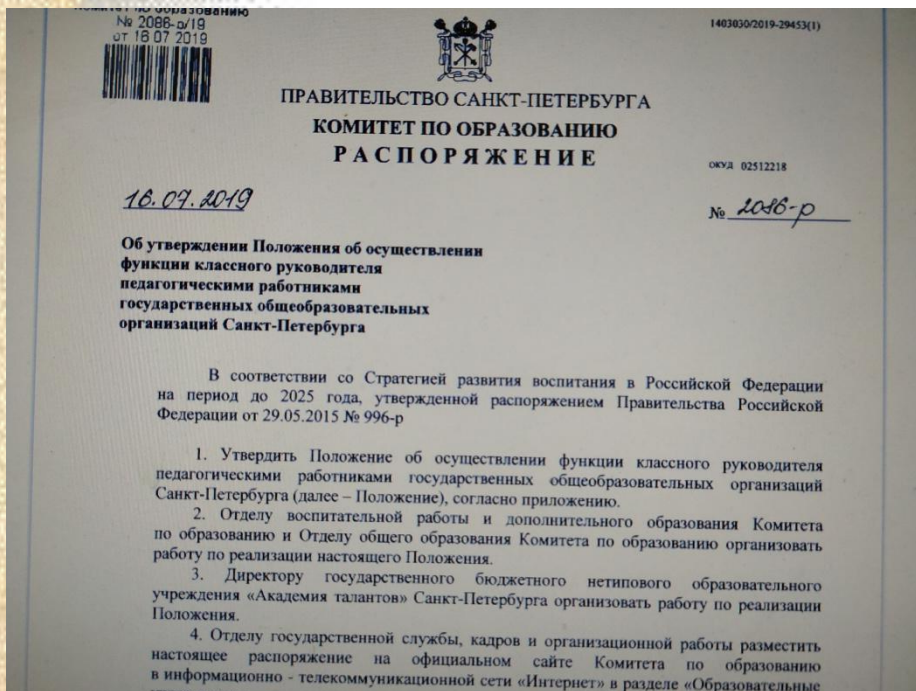 Комитет по образованию
№ 2086-р/19
от 16 07 2019
1403030/2019-29453(1)
ПРАВИТЕЛЬСТВО САНКТ-ПЕТЕРБУРГА
КОМИТЕТ ПО ОБРАЗОВАНИЮ
РАСПОРЯЖЕНИЕ
ОКУД 02512218
16.07.2019
№ 2086-р
Об утверждении Положения об осуществлении
функции классного руководителя
педагогическими работниками
государственных общеобразовательных
организаций Санкт-Петербурга
В соответствии со Стратегией развития воспитания в Российской Федерации
на период до 2025 года, утвержденной распоряжением Правительства Российской
Федерации от 29.05.2015 № 996-р
1. Утвердить Положение об осуществлении функции классного руководителя
педагогическими работниками государственных общеобразовательных организаций
Санкт-Петербурга (далее – Положение), согласно приложению.
2. Отделу воспитательной работы и дополнительного образования Комитета
по образованию и Отделу общего образования Комитета по образованию организовать
работу по реализации настоящего Положения.
3. Директору государственного бюджетного нетипового образовательного
учреждения «Академия талантов» Санкт-Петербурга организовать работу по реализации
Положения.
4. Отделу государственной службы, кадров и организационной работы разместить
настоящее распоряжение на официальном сайте Комитета по образованию
в информационно - телекоммуникационной сети «Интернет» в разделе «Образовательные